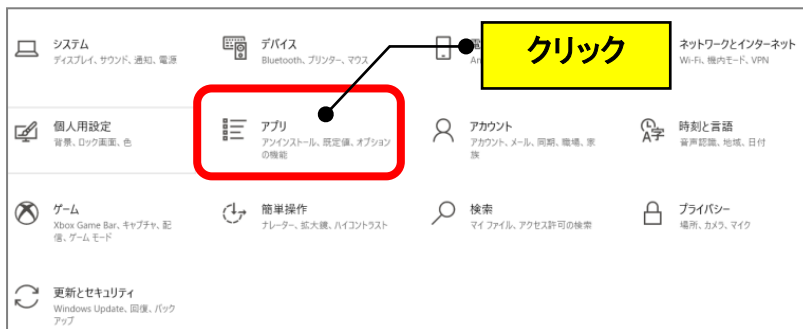 システム
ディスプレイ、サウンド、通知、電源
デバイス
Bluetooth、プリンター、マウス
クリック
ネットワークとインターネット
Wi-Fi、機内モード、VPN
個人用設定
背景、ロック画面、色
アプリ
アンインストール、既定値、オプション
の機能
アカウント
アカウント、メール、同期、職場、家
族
時刻と言語
音声認識、地域、日付
ゲーム
Xbox Game Bar、キャプチャ、配
信、ゲーム モード
簡単操作
ナレーター、拡大鏡、ハイコントラスト
検索
マイ ファイル、アクセス許可の検索
プライバシー
場所、カメラ、マイク
更新とセキュリティ
Windows Update、回復、バック
アップ